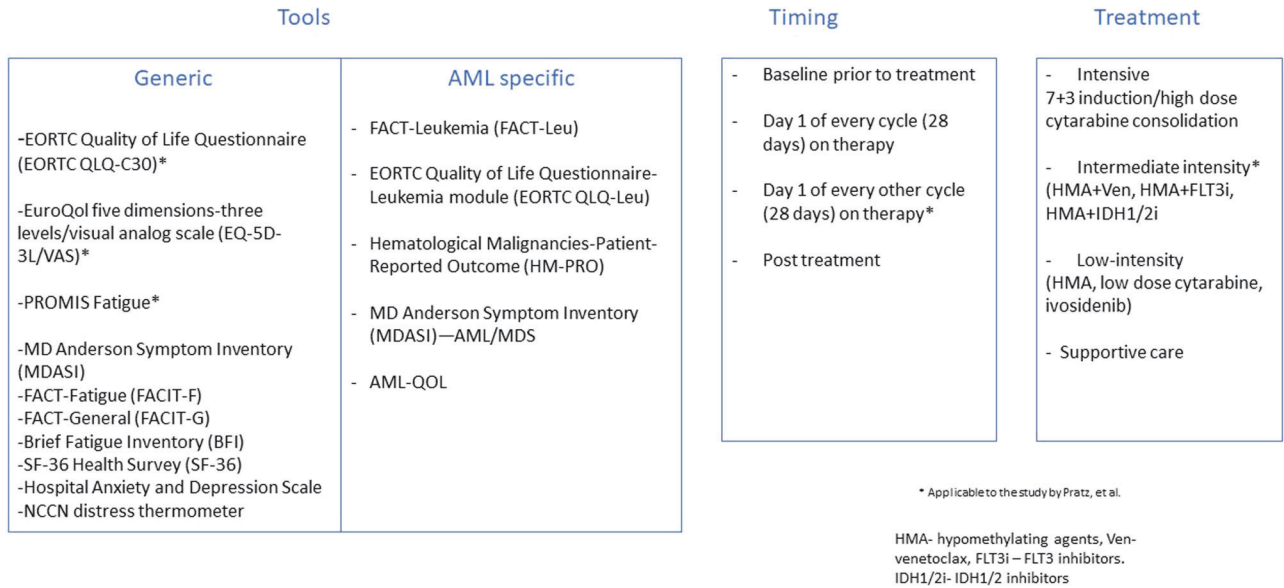 Tools
Timing
Treatment
Generic
-EORTC Quality of Life Questionnaire
(EORTC QLQ-C30)*
-EuroQol five dimensions-three
levels/visual analog scale (EQ-5D-
3L/VAS)*
-PROMIS Fatigue*
-MD Anderson Symptom Inventory
(MDASI)
-FACT-Fatigue (FACIT-F)
-FACT-General (FACIT-G)
-Brief Fatigue Inventory (BFI)
-SF-36 Health Survey (SF-36)
-Hospital Anxiety and Depression Scale
-NCCN distress thermometer
AML specific
- FACT-Leukemia (FACT-Leu)
- EORTC Quality of Life Questionnaire-
Leukemia module (EORTC QLQ-Leu)
- Hematological Malignancies-Patient-
Reported Outcome (HM-PRO)
- MD Anderson Symptom Inventory
(MDASI)—AML/MDS
- AML-QOL
- Baseline prior to treatment
- Day 1 of every cycle (28
days) on therapy
- Day 1 of every other cycle
(28 days) on therapy*
- Post treatment
- Intensive
7+3 induction/high dose
cytarabine consolidation
- Intermediate intensity*
(HMA+Ven, HMA+FLT3i,
HMA+IDH1/2i
- Low-intensity
(HMA, low dose cytarabine,
ivosidenib)
- Supportive care
* Applicable to the study by Pratz, et al.
HMA- hypomethylating agents, Ven-
venetoclax, FLT3i – FLT3 inhibitors.
IDH1/2i- IDH1/2 inhibitors